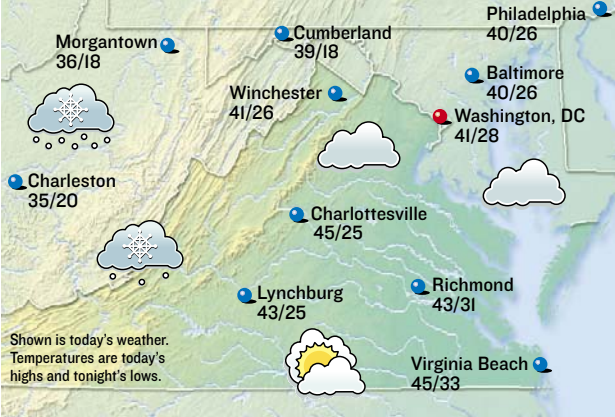 Philadelphia
40/26
Cumberland
39/18
Morgantown
36/18
Baltimore
40/26
Winchester
41/26
Washington, DC
41/28
Charleston
35/20
Charlottesville
45/25
Richmond
43/31
Lynchburg
43/25
Shown is today's weather.
Temperatures are today's
highs and tonight's lows.
Virginia Beach
45/33